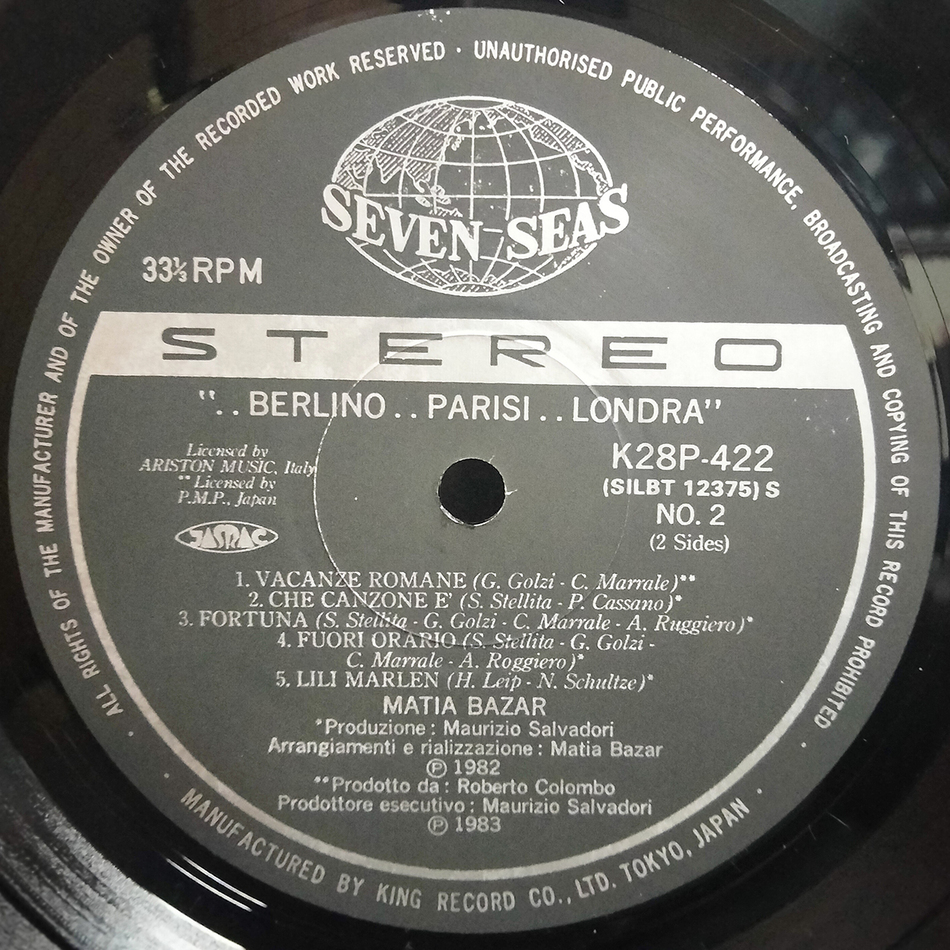 ALL RIGHTS OF THE MANUFACTURER AND OF THE OWNER OF THE RECORDED WORK RESERVED · UNAUTHORISED PUBLIC PERFORMANCE, BROADCASTING AND COPYING OF THIS RECORD PROHIBITED
SEVEN SEAS
33⅓RPM
STEREO
"..BERLINO..PARISI..LONDRA"
Licensed by
ARISTON MUSIC, Italy
**Licensed by
P.M.P., Japan
JASRAC
K28P-422
(SILBT 12375) S
NO. 2
(2 Sides)
1. VACANZE ROMANE (G. Golzi - C. Marrale)**
2. CHE CANZONE E' (S. Stellita - P. Cassano)*
3. FORTUNA (S. Stellita - G. Golzi - C. Marrale - A. Ruggiero)*
4. FUORI ORARIO (S. Stellita - G. Golzi -
C. Marrale - A. Roggiero)*
5. LILI MARLEN (H. Leip - N. Schultze)*
MATIA BAZAR
*Produzione : Maurizio Salvadori
Arrangiamenti e rializzazione : Matia Bazar
Ⓟ 1982
**Prodotto da : Roberto Colombo
Prodottore esecutivo : Maurizio Salvadori
Ⓟ 1983
· MANUFACTURED BY KING RECORD CO., LTD. TOKYO, JAPAN ·